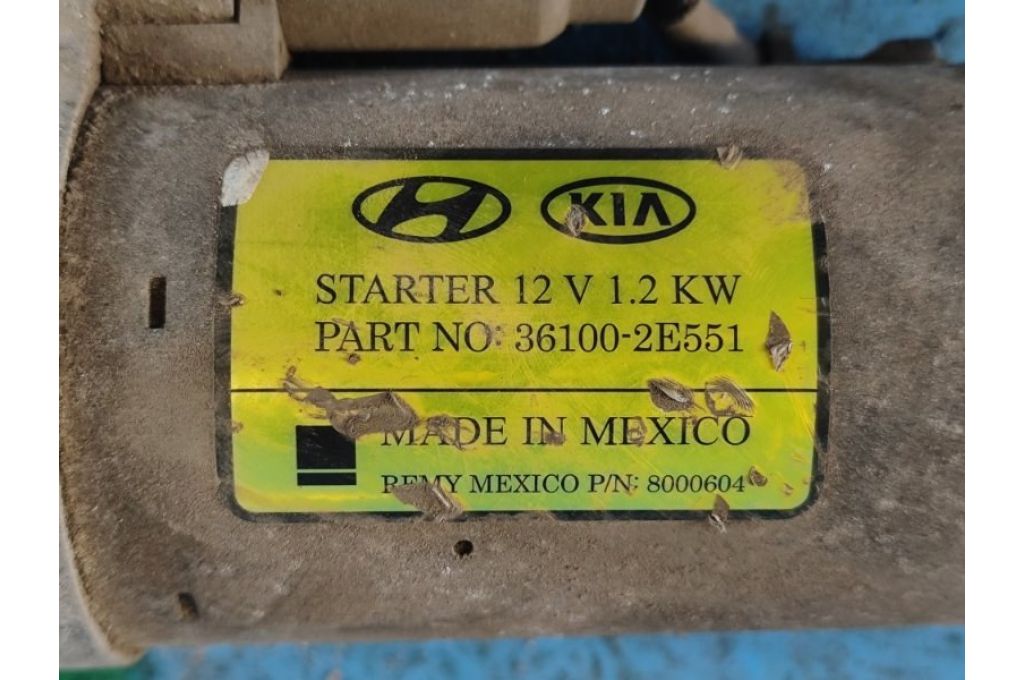 KIA
STARTER 12 V 1.2 KW
PART NO: 36100-2E551
MADE IN MEXICO
REMY MEXICO P/N: 8000604